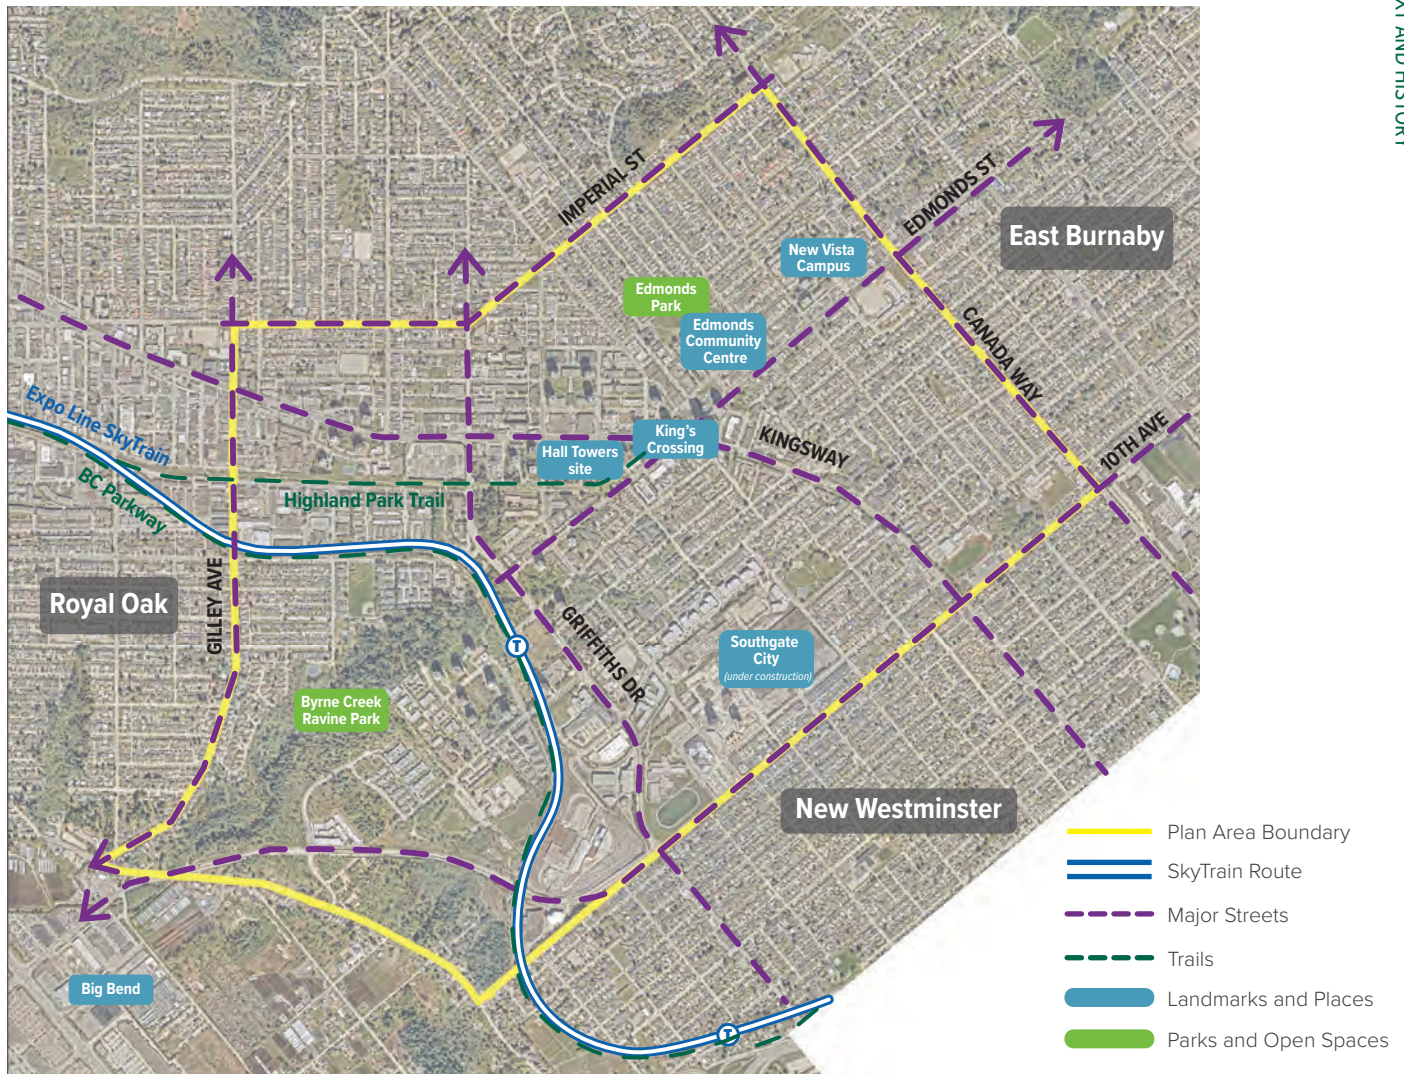 XT AND HISTORY
IMPERIAL ST
EDMONDS ST
East Burnaby
New Vista
Campus
Edmonds
Park
Edmonds
Community
Centre
CANADA WAY
Expo Line SkyTrain
BC Parkway
Highland Park Trail
Hall Towers
site
King's
Crossing
KINGSWAY
10TH AVE
Royal Oak
GILLEY AVE
GRIFFITHS DR
T
Southgate
City
(under construction)
Byrne Creek
Ravine Park
New Westminster
Big Bend
T
Plan Area Boundary
SkyTrain Route
Major Streets
Trails
Landmarks and Places
Parks and Open Spaces